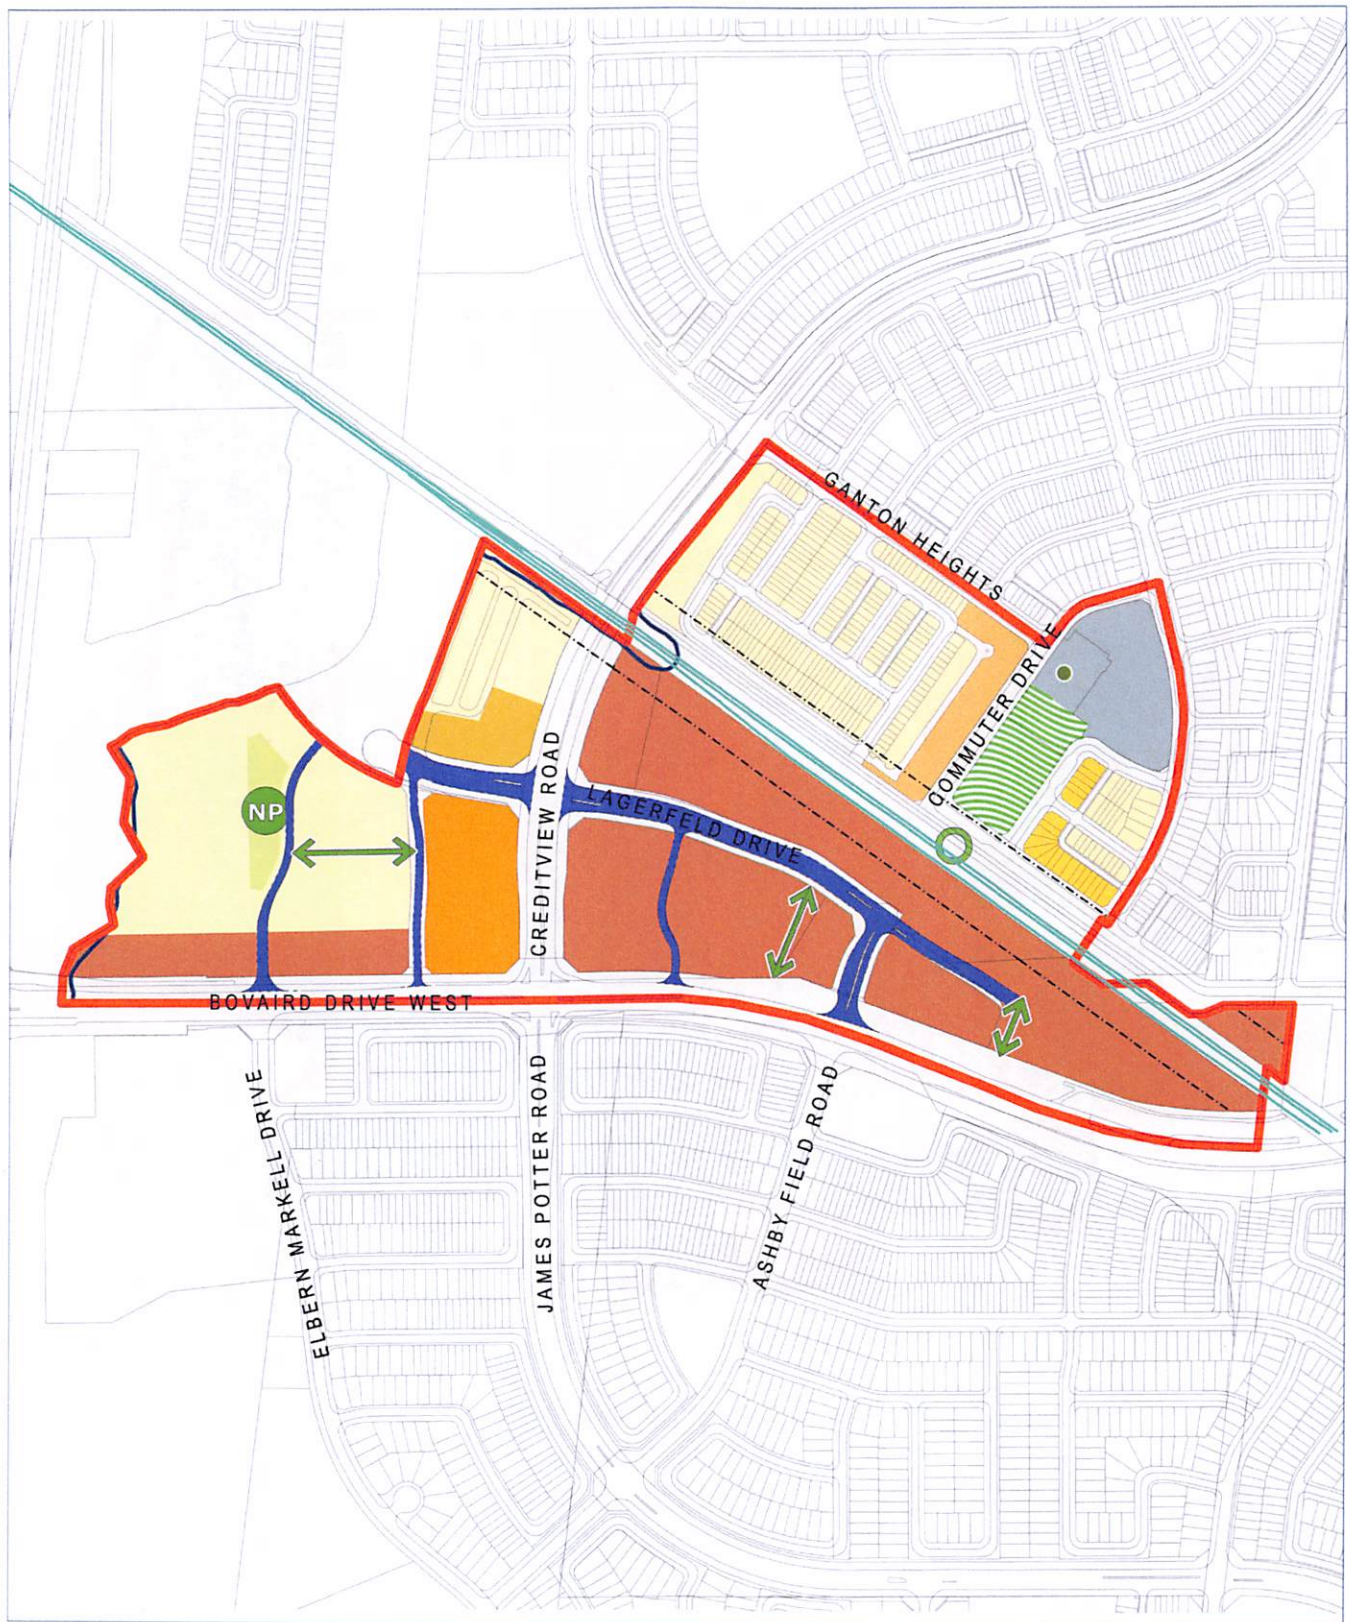 GANTON HEIGHTS
COMMUTER DRIVE
CREDITVIEW ROAD
LAGERFELD DRIVE
NP
BOVAIRD DRIVE WEST
ELBERN MARKELL DRIVE
JAMES POTTER ROAD
ASHBY FIELD ROAD